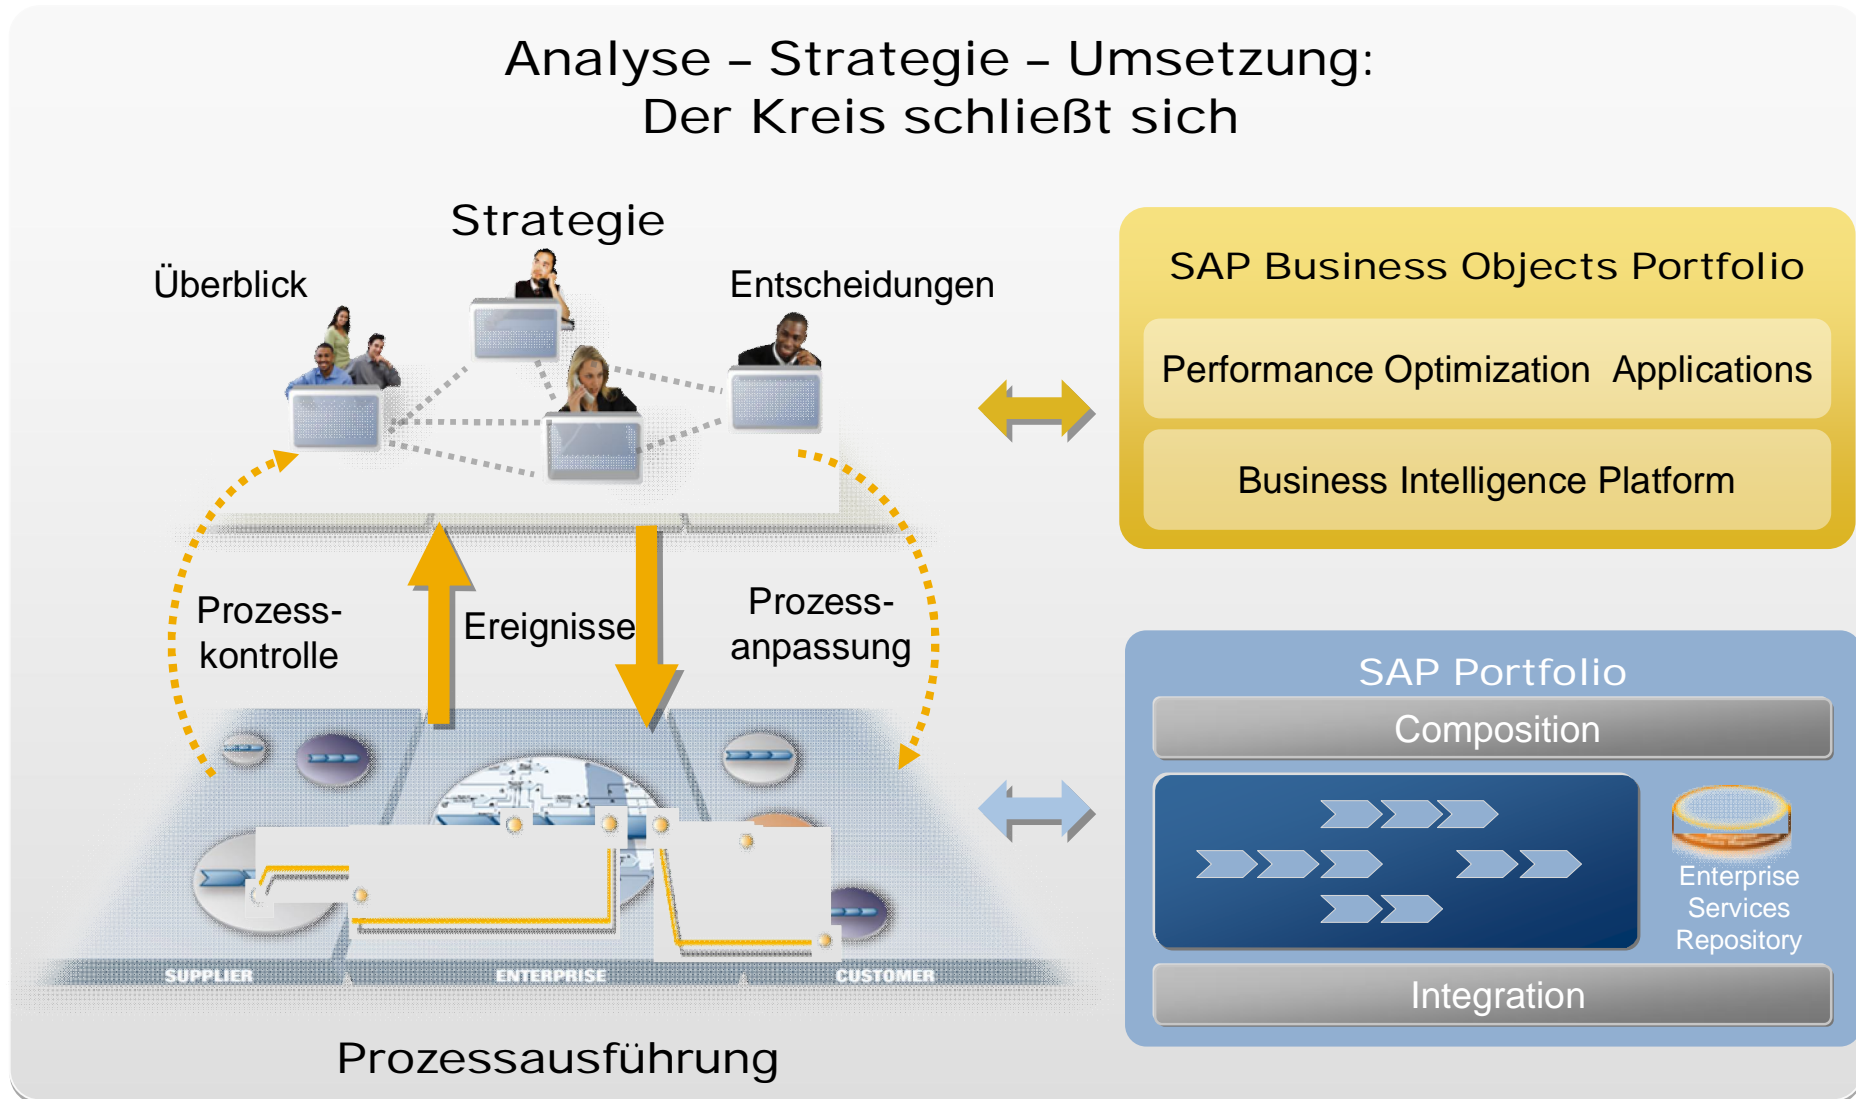 Analyse – Strategie – Umsetzung:
Der Kreis schließt sich
Strategie
Überblick
Entscheidungen
Prozess-
kontrolle
Ereignisse
Prozess-
anpassung
SUPPLIER
ENTERPRISE
CUSTOMER
Prozessausführung
SAP Business Objects Portfolio
Performance Optimization Applications
Business Intelligence Platform
SAP Portfolio
Composition
Enterprise
Services
Repository
Integration